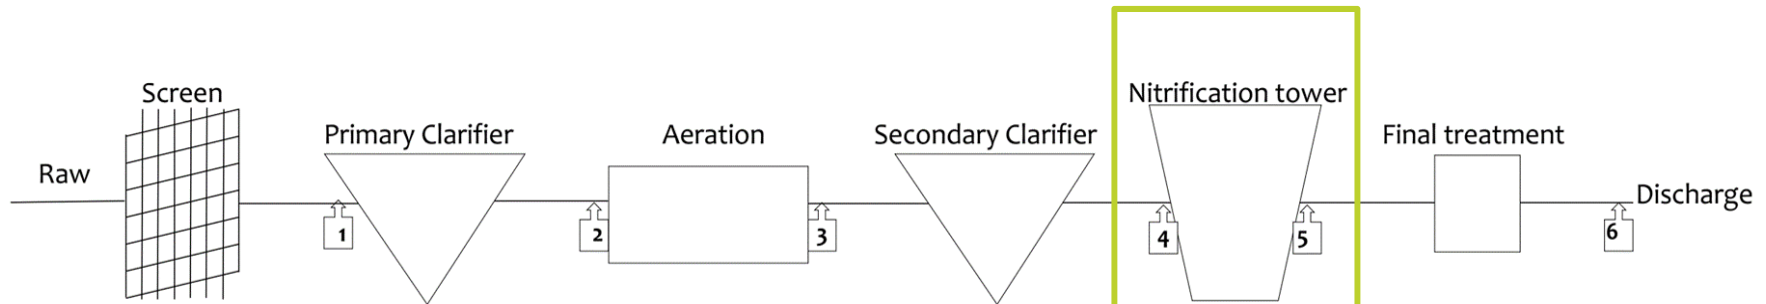 Raw
Screen
1
Primary Clarifier
2
Aeration
3
Secondary Clarifier
4
Nitrification tower
5
Final treatment
6
Discharge